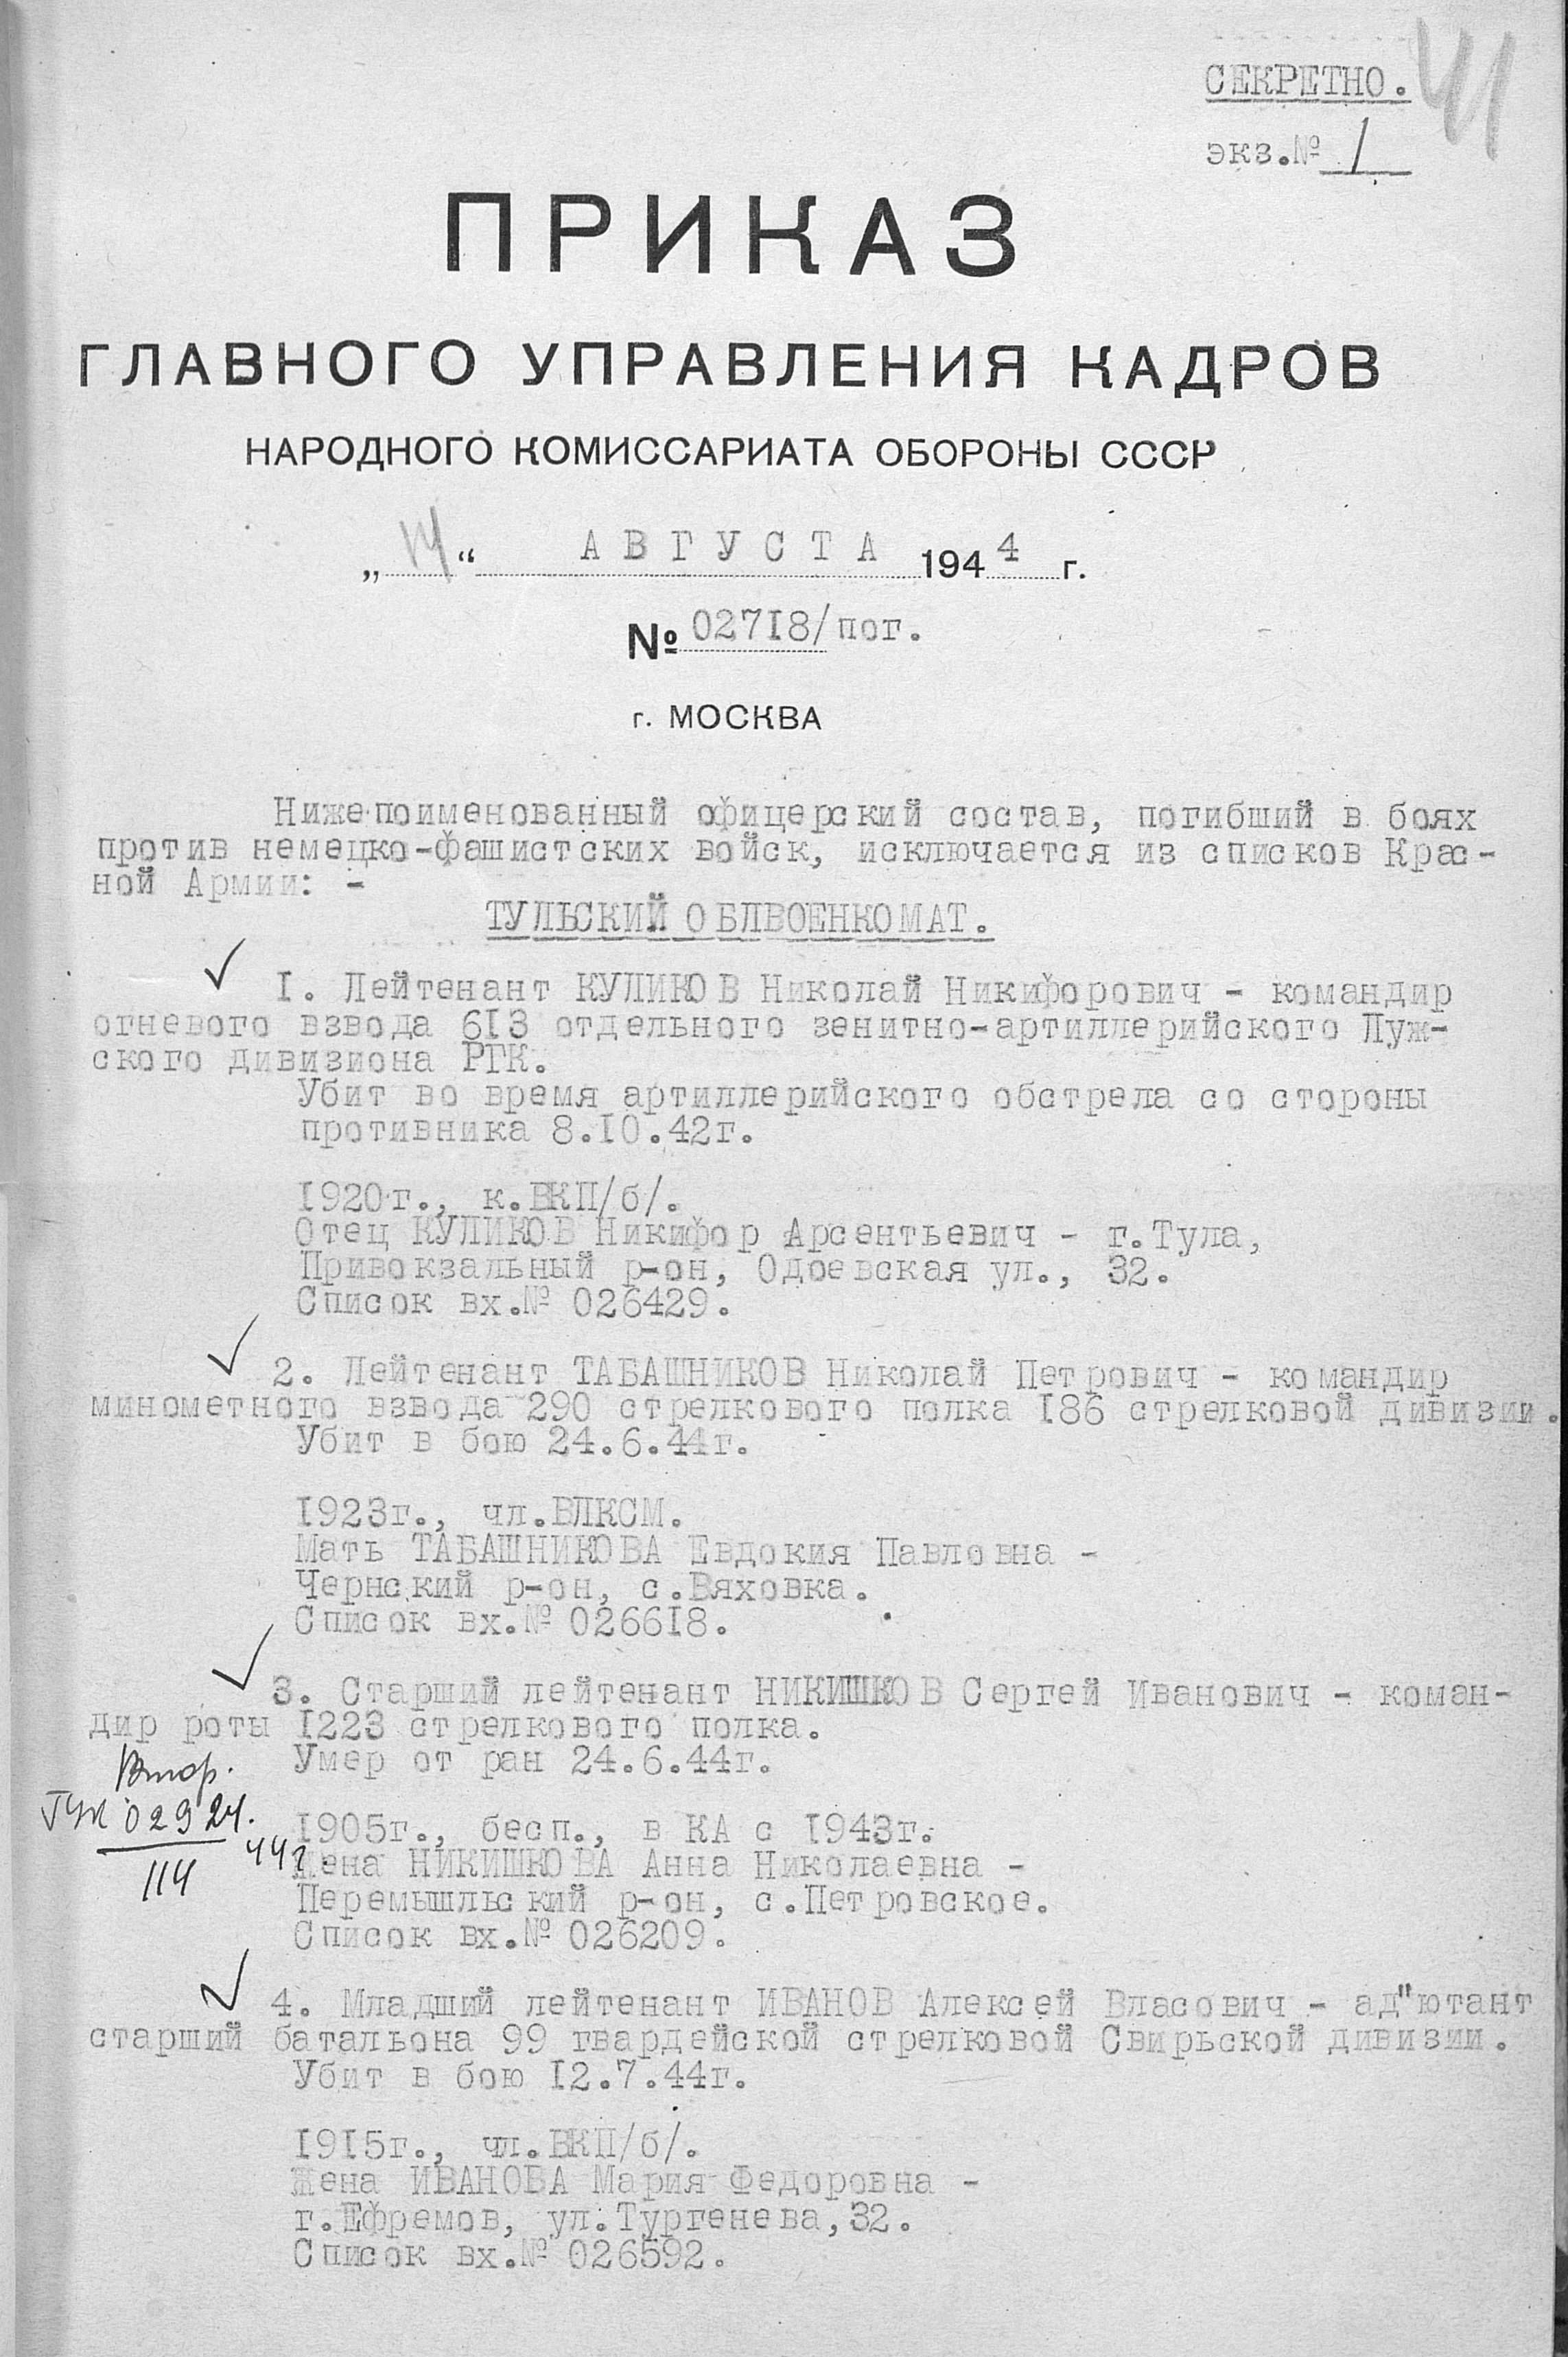 СЕКРЕТНО.
41
экз.№ 1
ПРИКАЗ
ГЛАВНОГО УПРАВЛЕНИЯ КАДРОВ
НАРОДНОГО КОМИССАРИАТА ОБОРОНЫ СССР
„14“ АВГУСТА 1944 г.
№ 02718/пог.
г. МОСКВА
Нижепоименованный офицерский состав, погибший в боях
против немецко-фашистских войск, исключается из списков Крас-
ной Армии: -
ТУЛЬСКИЙ ОБЛВОЕНКОМАТ.
1. Лейтенант КУЛИКОВ Николай Никифорович - командир
огневого взвода 613 отдельного зенитно-артиллерийского Луж-
ского дивизиона РГК.
Убит во время артиллерийского обстрела со стороны
противника 8.10.42г.
1920г., к.ВКП/б/.
Отец КУЛИКОВ Никифор Арсентьевич - г.Тула,
Привокзальный р-он, Одоевская ул., 32.
Список вх.№ 026429.
2. Лейтенант ТАБАШНИКОВ Николай Петрович - командир
минометного взвода 290 стрелкового полка 186 стрелковой дивизии.
Убит в бою 24.6.44г.
1923г., чл.ВЛКСМ.
Мать ТАБАШНИКОВА Евдокия Павловна -
Чернский р-он, с.Вяховка.
Список вх.№ 026618.
3. Старший лейтенант НИКИШКОВ Сергей Иванович - коман-
дир роты 1223 стрелкового полка.
Умер от ран 24.6.44г.
Втор.
ГУК 02924.
44г
114
1905г., бесп., в КА с 1943г.
Жена НИКИШКОВА Анна Николаевна -
Перемышльский р-он, с.Петровское.
Список вх.№ 026209.
4. Младший лейтенант ИВАНОВ Алексей Власович - ад"ютант
старший батальона 99 гвардейской стрелковой Свирьской дивизии.
Убит в бою 12.7.44г.
1915г., чл.ВКП/б/.
Жена ИВАНОВА Мария Федоровна -
г.Ефремов, ул.Тургенева,32.
Список вх.№ 026592.